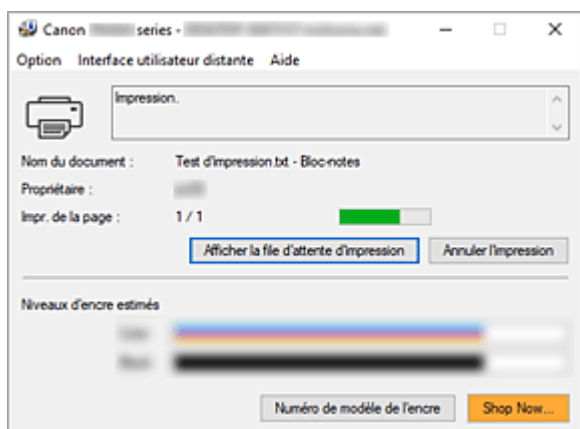 Canon series -
Option Interface utilisateur distante Aide
Impression.
Nom du document : Test d'impression.txt - Bloc-notes
Propriétaire :
Impr. de la page : 1 / 1
Afficher la file d'attente d'impression Annuler l'impression
Niveaux d'encre estimés
Numéro de modèle de l'encre Shop Now...